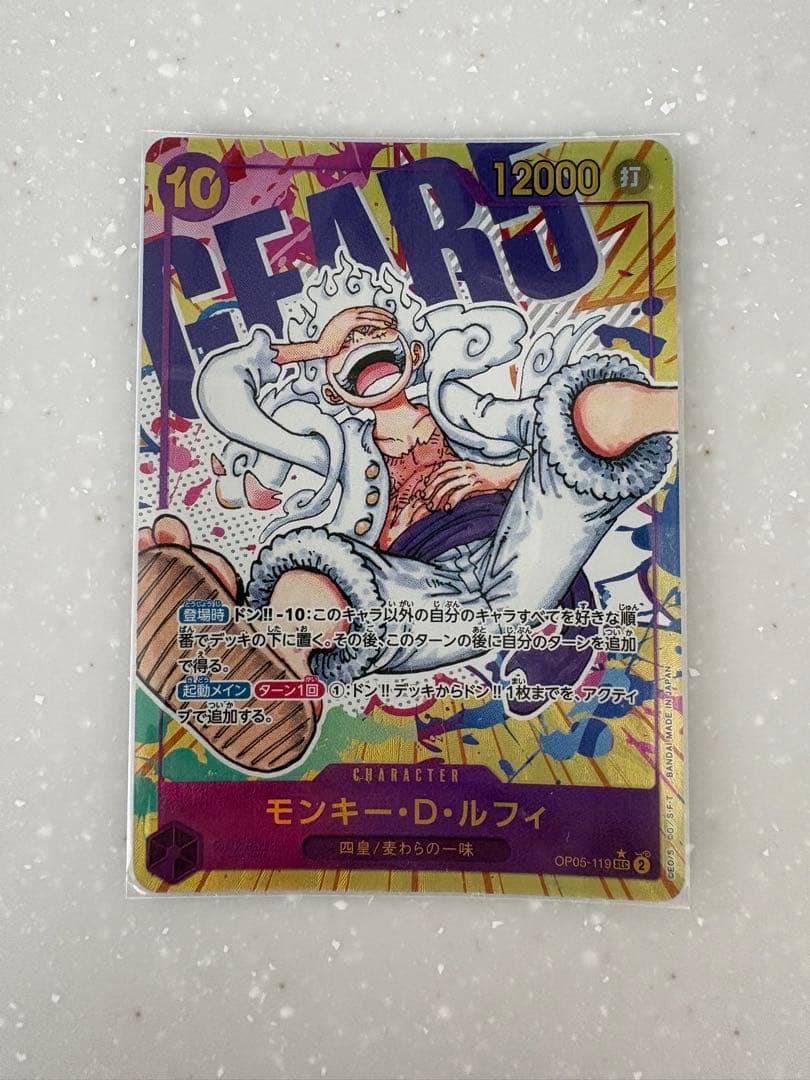 10
12000 打
GEAR5
登場時 ドン!!-10:このキャラ以外の自分のキャラすべてを好きな順
番でデッキの下に置く。その後、このターンの後に自分のターンを追加
で得る。
起動メイン ターン1回 ①:ドン!!デッキからドン!!1枚までを、アクティ
ブで追加する。
CHARACTER
モンキー・D・ルフィ
四皇/麦わらの一味
OP05-119 SEC 2
©E.O/S. ©O/S･F･T BANDAI MADE IN JAPAN